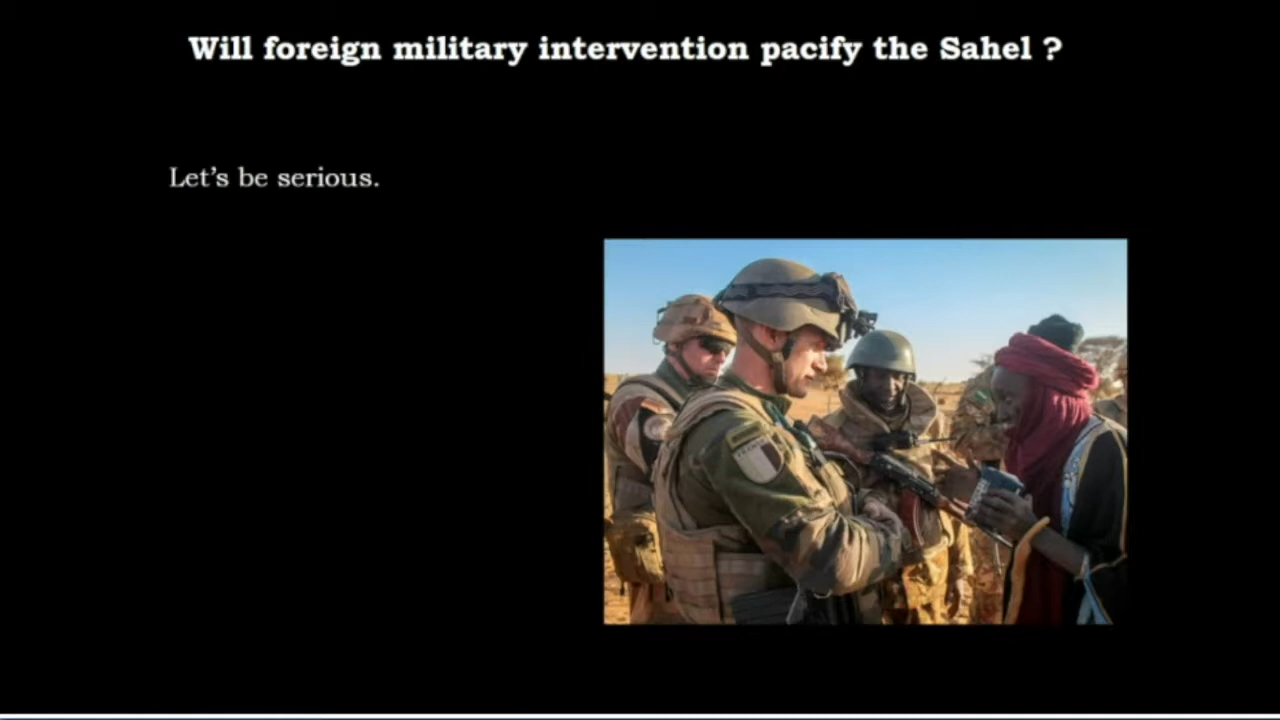 Will foreign military intervention pacify the Sahel ?
Let's be serious.